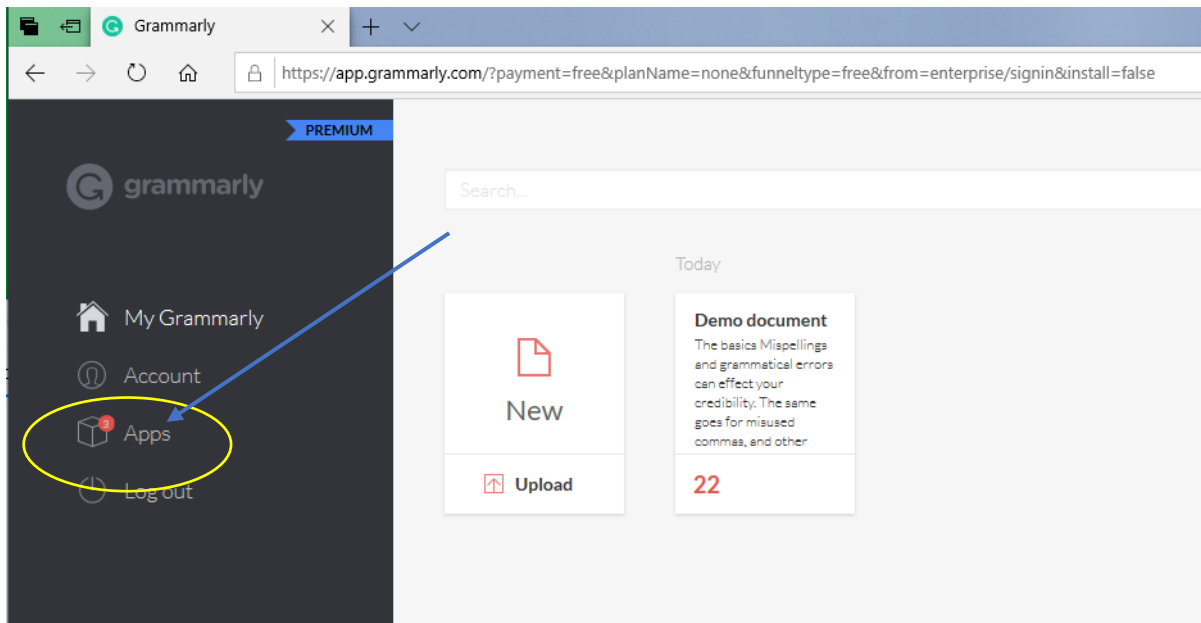 Grammarly
https://app.grammarly.com/?payment=free&planName=none&funneltype=free&from=enterprise/signin&install=false
PREMIUM
grammarly
Search...
My Grammarly
Account
3
Apps
Log out
Today
New
Upload
Demo document
The basics Mispellings
and grammatical errors
can effect your
credibility. The same
goes for misused
commas, and other
22